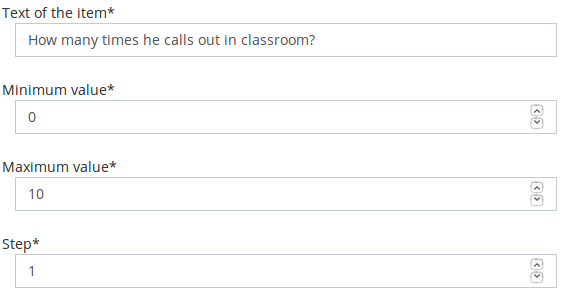 Text of the item*
How many times he calls out in classroom?
Minimum value*
0
Maximum value*
10
Step*
1